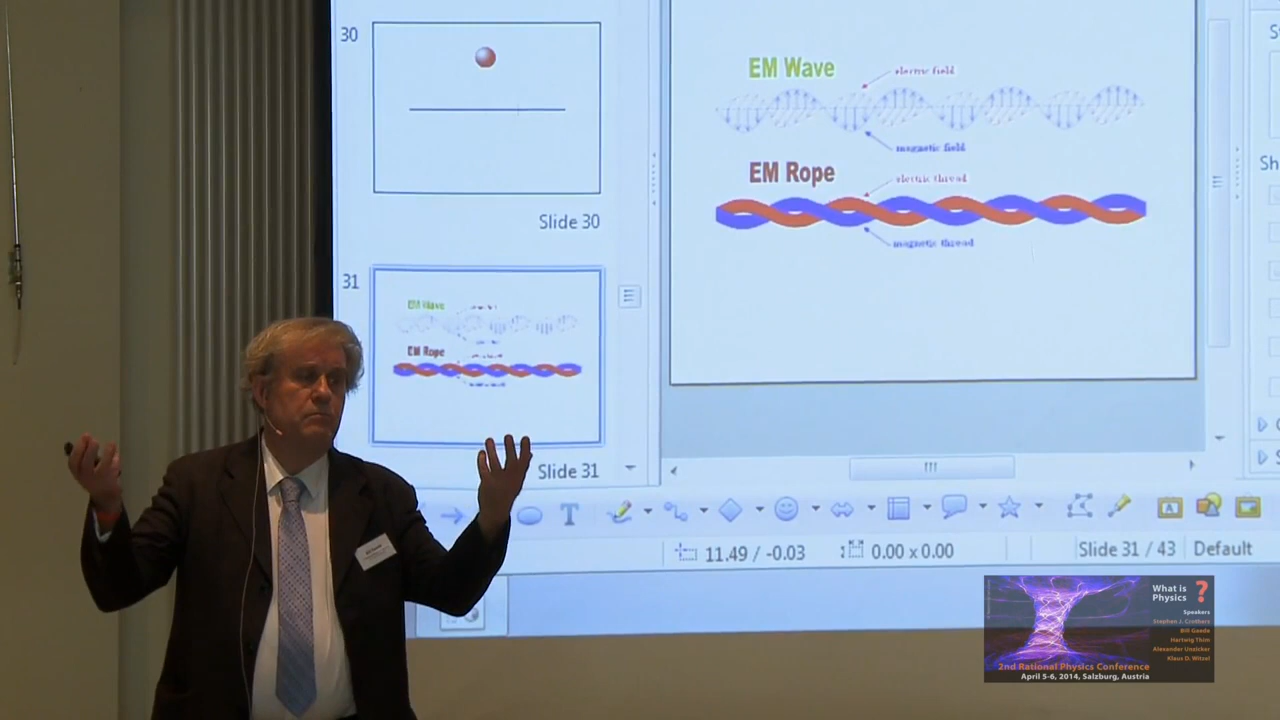 30
Slide 30
31
EM Wave
EM Rope
Slide 31
EM Wave
electric field
magnetic field
EM Rope
electric thread
magnetic thread
S
Sh
T
11.49 / -0.03
0.00 x 0.00
Slide 31 / 43
Default
What is
Physics ?
Speakers
Stephen J. Crothers
Bill Gaede
Hartwig Thim
Alexander Unzicker
Klaus D. Witzel
2nd Rational Physics Conference
April 5-6, 2014, Salzburg, Austria